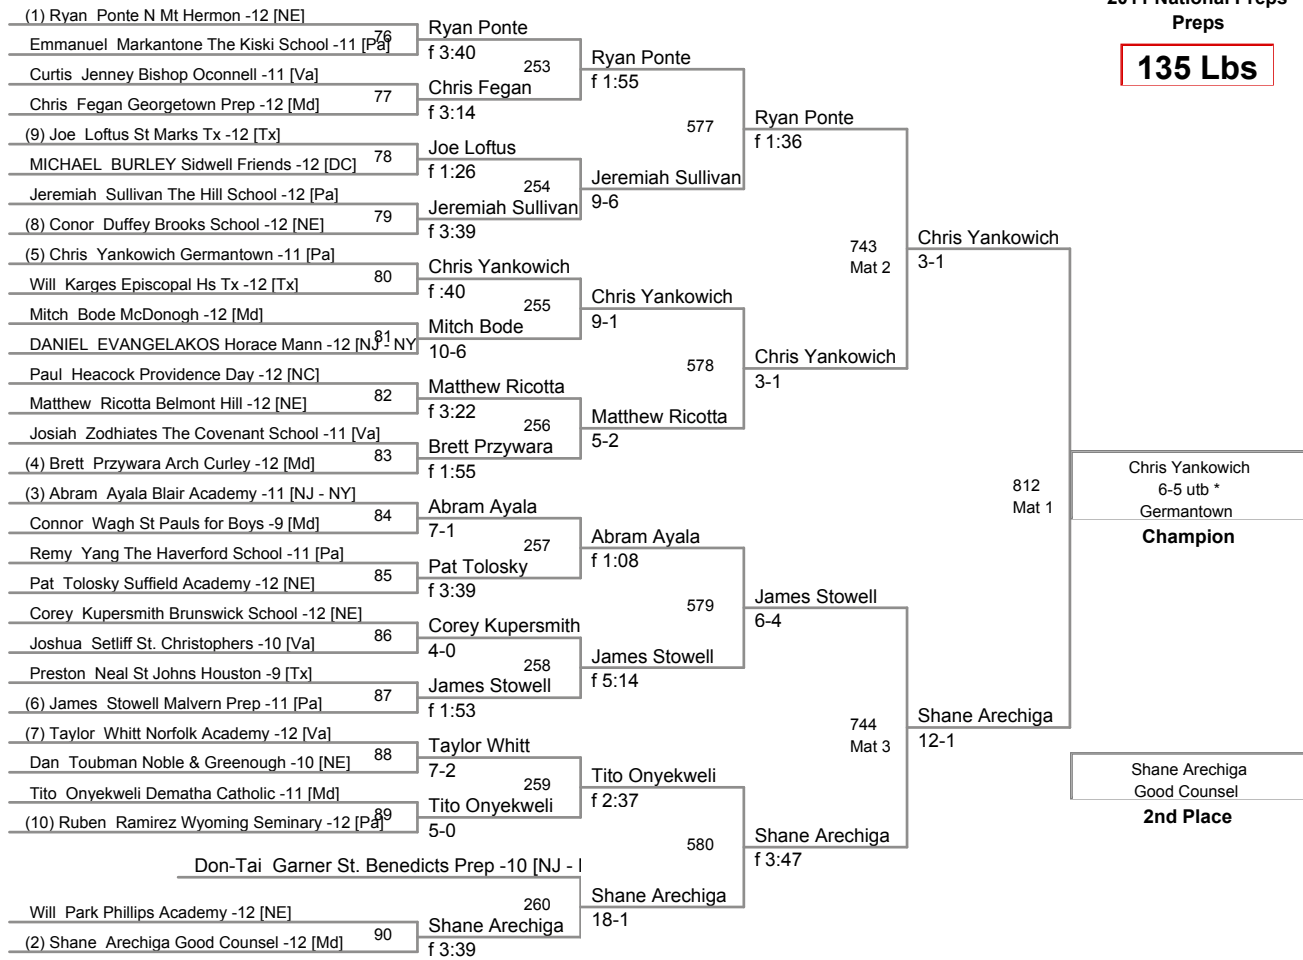 2011 National Preps
Preps
135 Lbs
(1) Ryan Ponte N Mt Hermon -12 [NE]
76
Emmanuel Markantone The Kiski School -11 [Pa]
Curtis Jenney Bishop Oconnell -11 [Va]
77
Chris Fegan Georgetown Prep -12 [Md]
(9) Joe Loftus St Marks Tx -12 [Tx]
78
MICHAEL BURLEY Sidwell Friends -12 [DC]
Jeremiah Sullivan The Hill School -12 [Pa]
79
(8) Conor Duffey Brooks School -12 [NE]
(5) Chris Yankowich Germantown -11 [Pa]
80
Will Karges Episcopal Hs Tx -12 [Tx]
Mitch Bode McDonogh -12 [Md]
81
DANIEL EVANGELAKOS Horace Mann -12 [NJ - NY
Paul Heacock Providence Day -12 [NC]
82
Matthew Ricotta Belmont Hill -12 [NE]
Josiah Zodhiates The Covenant School -11 [Va]
83
(4) Brett Przywara Arch Curley -12 [Md]
(3) Abram Ayala Blair Academy -11 [NJ - NY]
84
Connor Wagh St Pauls for Boys -9 [Md]
Remy Yang The Haverford School -11 [Pa]
85
Pat Tolosky Suffield Academy -12 [NE]
Corey Kupersmith Brunswick School -12 [NE]
86
Joshua Setliff St. Christophers -10 [Va]
Preston Neal St Johns Houston -9 [Tx]
87
(6) James Stowell Malvern Prep -11 [Pa]
(7) Taylor Whitt Norfolk Academy -12 [Va]
88
Dan Toubman Noble & Greenough -10 [NE]
Tito Onyekweli Dematha Catholic -11 [Md]
89
(10) Ruben Ramirez Wyoming Seminary -12 [Pa]
Don-Tai Garner St. Benedicts Prep -10 [NJ -
Will Park Phillips Academy -12 [NE]
90
(2) Shane Arechiga Good Counsel -12 [Md]
Ryan Ponte
f 3:40
253
Chris Fegan
f 3:14
Joe Loftus
f 1:26
254
Jeremiah Sullivan
f 3:39
Chris Yankowich
f :40
255
Mitch Bode
10-6
Matthew Ricotta
f 3:22
256
Brett Przywara
f 1:55
Abram Ayala
7-1
257
Pat Tolosky
f 3:39
Corey Kupersmith
4-0
258
James Stowell
f 1:53
Taylor Whitt
7-2
259
Tito Onyekweli
5-0
260
Shane Arechiga
f 3:39
Ryan Ponte
f 1:55
577
Jeremiah Sullivan
9-6
Chris Yankowich
9-1
578
Matthew Ricotta
5-2
Abram Ayala
f 1:08
579
James Stowell
f 5:14
Tito Onyekweli
f 2:37
580
Shane Arechiga
18-1
Ryan Ponte
f 1:36
743
Mat 2
Chris Yankowich
3-1
James Stowell
6-4
744
Mat 3
Shane Arechiga
f 3:47
Chris Yankowich
3-1
812
Mat 1
Shane Arechiga
12-1
Chris Yankowich
6-5 utb *
Germantown
Champion
Shane Arechiga
Good Counsel
2nd Place